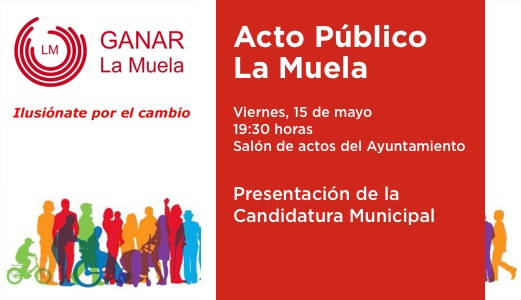 LM
GANAR
La Muela
Ilusiónate por el cambio
Acto Público
La Muela
Viernes, 15 de mayo
19:30 horas
Salón de actos del Ayuntamiento
Presentación de la
Candidatura Municipal